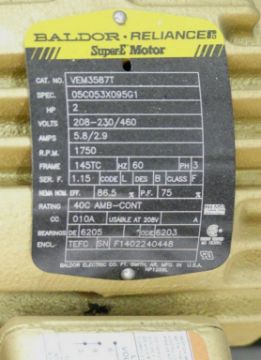 BALDOR • RELIANCE
SuperE Motor
CAT. NO. VEM3587T
SPEC. 05C053X095G1
HP 2
VOLTS 208-230/460
AMPS 5.8/2.9
R.P.M. 1750
FRAME 145TC HZ 60 PH 3
SER. F. 1.15 CODE L DES B CLASS F
NEMA NOM. EFF. 86.5 % P.F. 75 %
RATING 40C AMB-CONT
CC 010A USABLE AT 208V A
BEARINGS DE 6205 ODE 6203
ENCL. TEFC SN F1402240448
BALDOR ELECTRIC CO. FT. SMITH, AR. MFG. IN U.S.A.